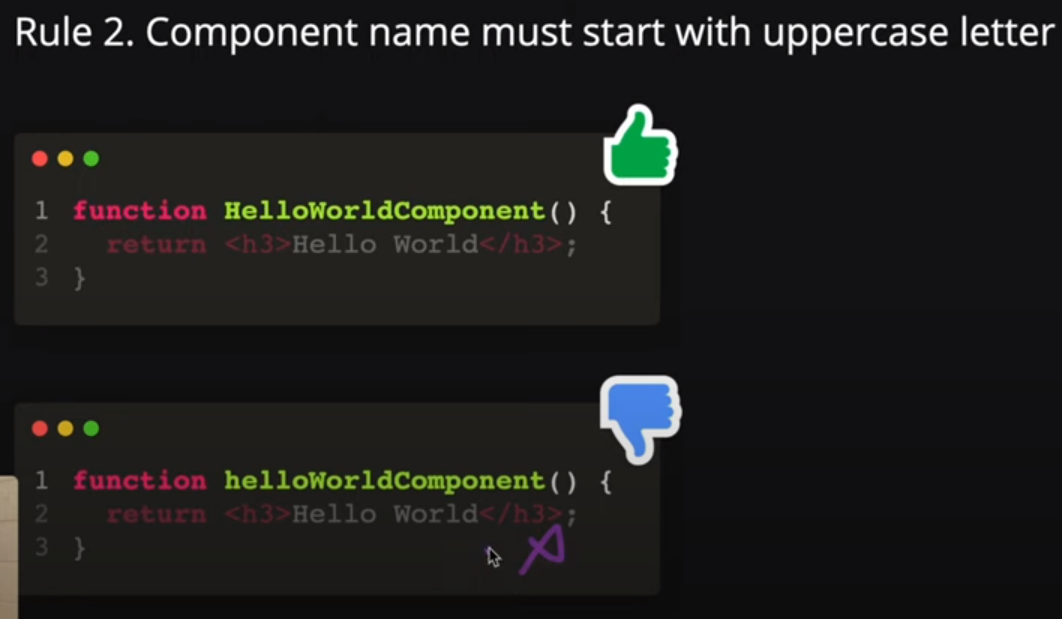 Rule 2. Component name must start with uppercase letter
1 function HelloWorldComponent() {
2   return <h3>Hello World</h3>;
3 }
1 function helloWorldComponent() {
2   return <h3>Hello World</h3>;
3 }